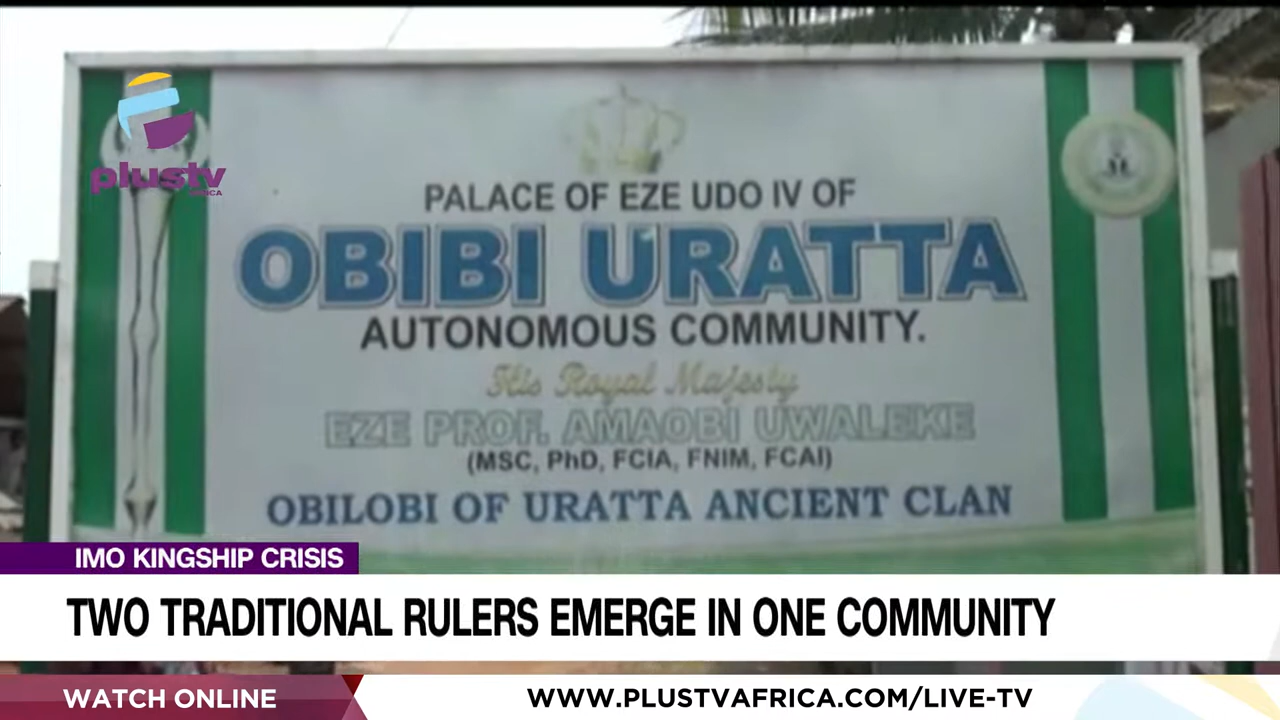 plustv
AFRICA
PALACE OF EZE UDO IV OF
OBIBI URATTA
AUTONOMOUS COMMUNITY.
His Royal Majesty
EZE PROF. AMAOBI UWALEKE
(MSC, PhD, FCIA, FNIM, FCAI)
OBILOBI OF URATTA ANCIENT CLAN
IMO KINGSHIP CRISIS
TWO TRADITIONAL RULERS EMERGE IN ONE COMMUNITY
WATCH ONLINE
WWW.PLUSTVAFRICA.COM/LIVE-TV